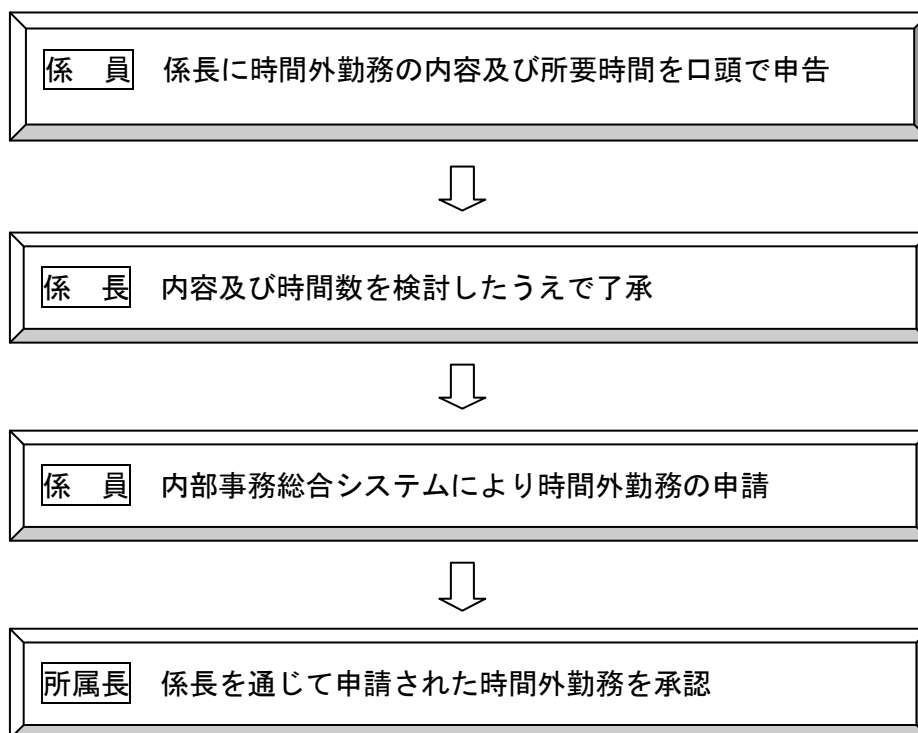 係　員　係長に時間外勤務の内容及び所要時間を口頭で申告
係　長　内容及び時間数を検討したうえで了承
係　員　内部事務総合システムにより時間外勤務の申請
所属長　係長を通じて申請された時間外勤務を承認